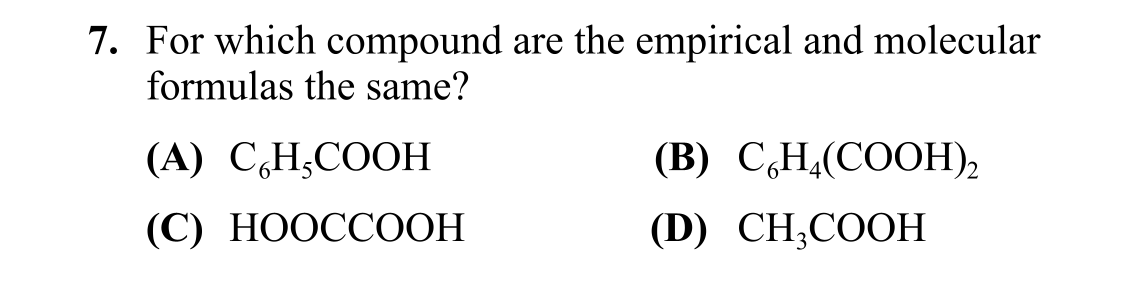 7. For which compound are the empirical and molecular
formulas the same?
(A) C₆H₅COOH (B) C₆H₄(COOH)₂
(C) HOOCCOOH (D) CH₃COOH